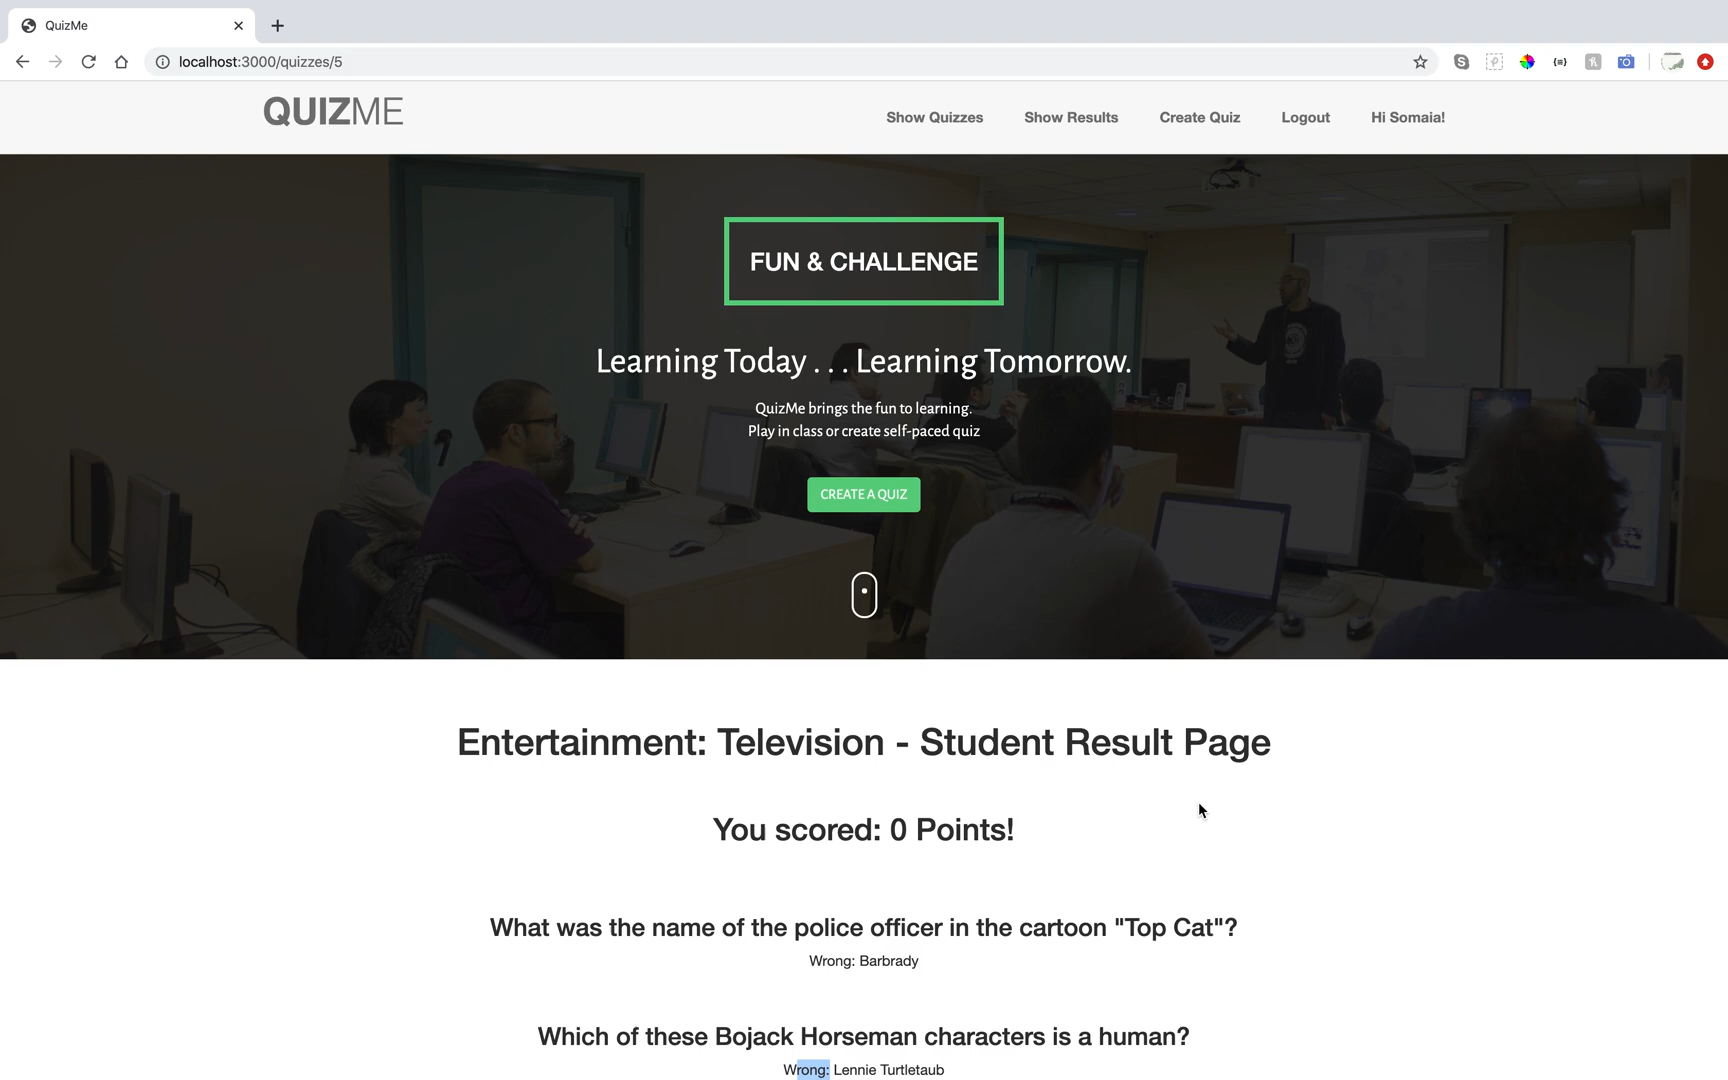 QuizMe
localhost:3000/quizzes/5
QUIZME
Show Quizzes
Show Results
Create Quiz
Logout
Hi Somaia!
FUN & CHALLENGE
Learning Today . . . Learning Tomorrow.
QuizMe brings the fun to learning.
Play in class or create self-paced quiz
CREATE A QUIZ
Entertainment: Television - Student Result Page
You scored: 0 Points!
What was the name of the police officer in the cartoon "Top Cat"?
Wrong: Barbrady
Which of these Bojack Horseman characters is a human?
Wrong: Lennie Turtletaub